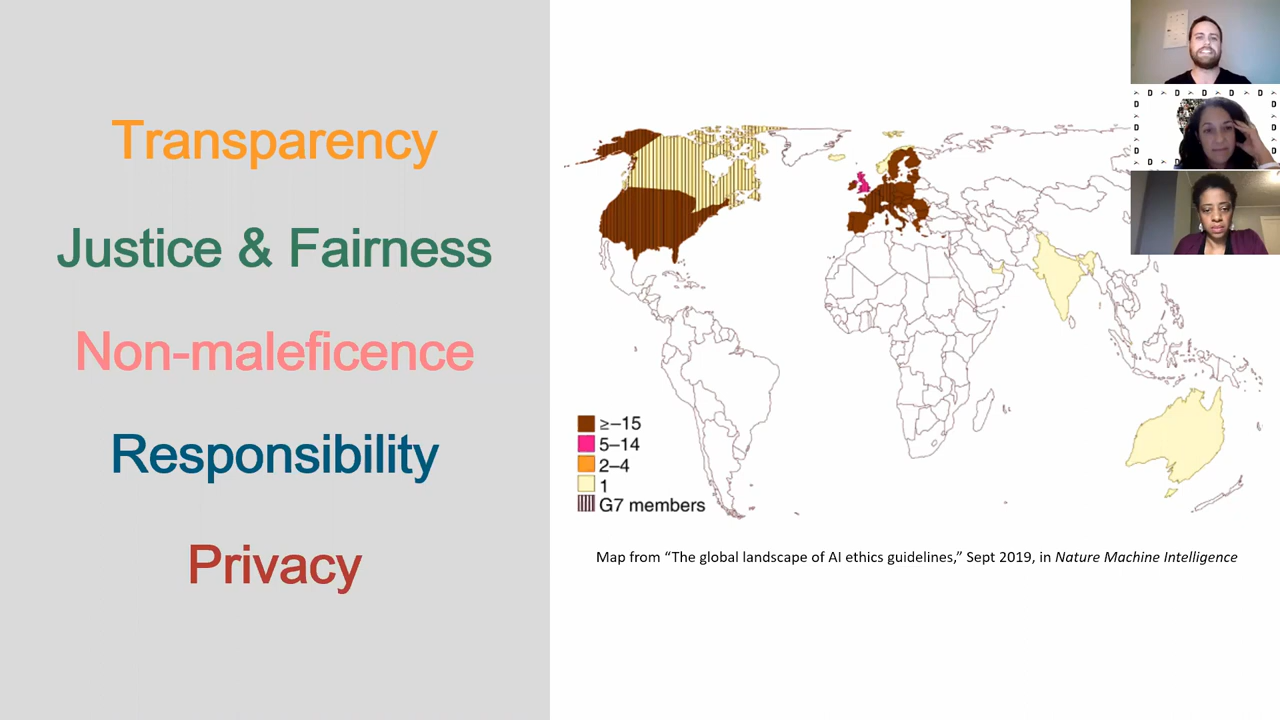 Transparency
Justice & Fairness
Non-maleficence
Responsibility
Privacy
≥–15
5–14
2–4
1
G7 members
Map from “The global landscape of AI ethics guidelines,” Sept 2019, in Nature Machine Intelligence